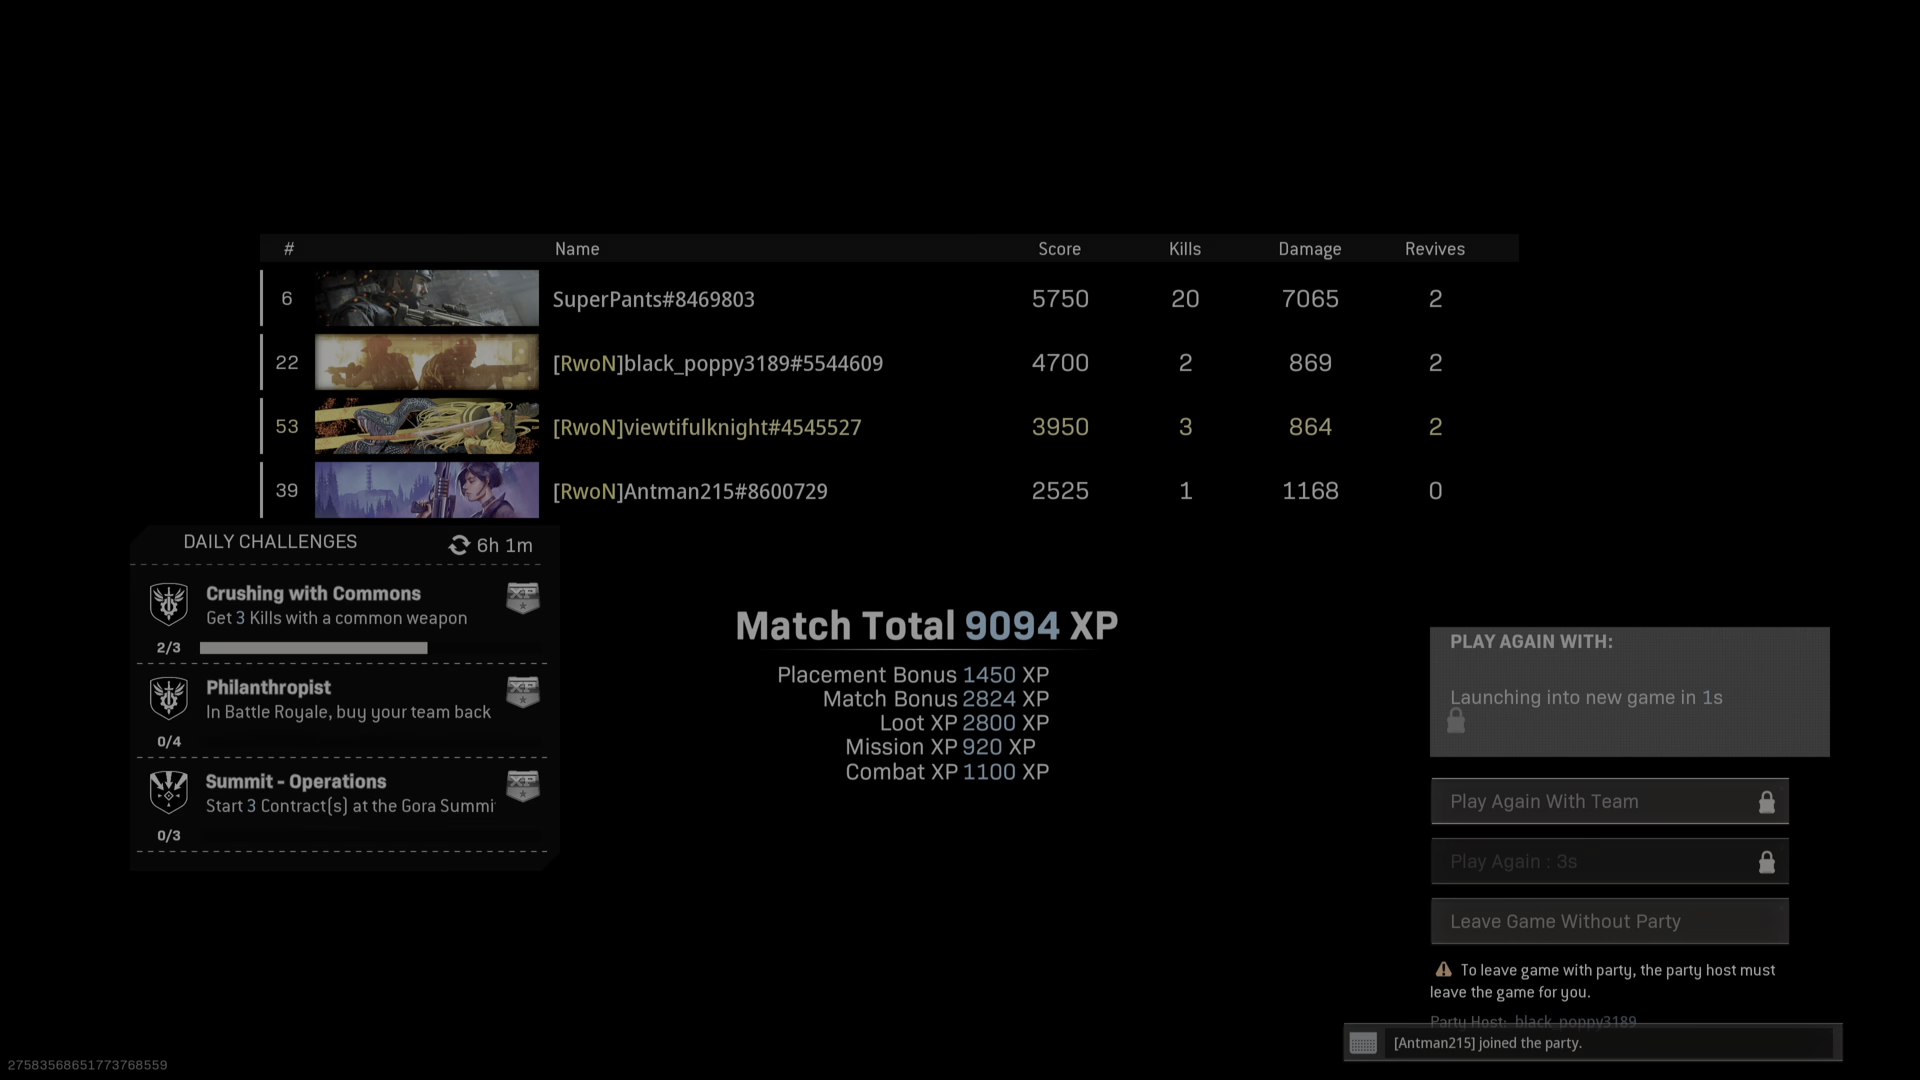 # Name Score Kills Damage Revives
6 SuperPants#8469803 5750 20 7065 2
22 [RwoN]black_poppy3189#5544609 4700 2 869 2
53 [RwoN]viewtifulknight#4545527 3950 3 864 2
39 [RwoN]Antman215#8600729 2525 1 1168 0
DAILY CHALLENGES 6h 1m
Crushing with Commons XP
Get 3 Kills with a common weapon
2/3
Philanthropist XP
In Battle Royale, buy your team back
0/4
Summit - Operations XP
Start 3 Contract(s) at the Gora Summi
0/3
Match Total 9094 XP
Placement Bonus 1450 XP
Match Bonus 2824 XP
Loot XP 2800 XP
Mission XP 920 XP
Combat XP 1100 XP
PLAY AGAIN WITH:
Launching into new game in 1s
Play Again With Team
Play Again : 3s
Leave Game Without Party
To leave game with party, the party host must
leave the game for you.
Party Host: black_poppy3189
[Antman215] joined the party.
27583568651773768559